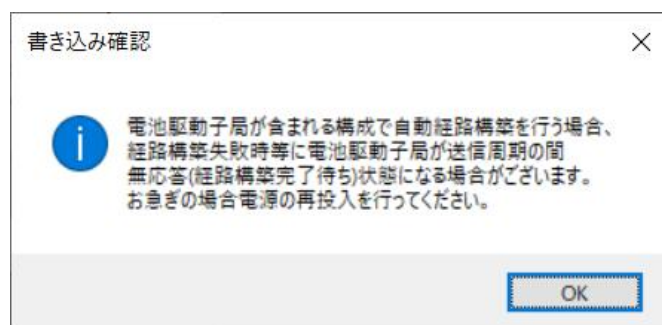 書き込み確認
電池駆動子局が含まれる構成で自動経路構築を行う場合、
経路構築失敗時等に電池駆動子局が送信周期の間
無応答(経路構築完了待ち)状態になる場合がございます。
お急ぎの場合電源の再投入を行ってください。
OK